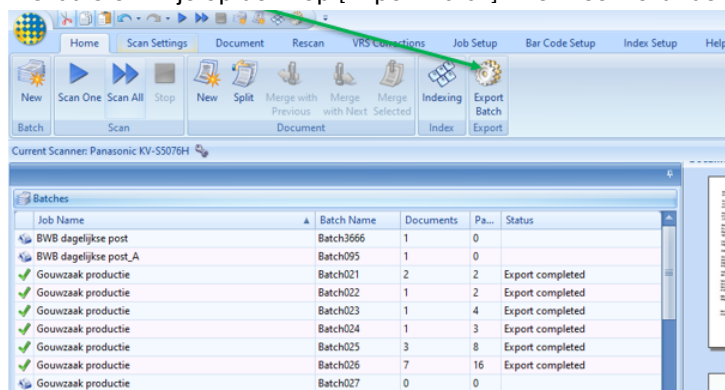 Home Scan Settings Document Rescan VRS Corrections Job Setup Bar Code Setup Index Setup Help
New Scan One Scan All Stop New Split Merge with Previous Merge with Next Merge Selected Indexing Export Batch
Batch Scan Document Index Export
Current Scanner: Panasonic KV-S5076H
Batches
Job Name Batch Name Documents Pa... Status
BWB dagelijkse post Batch3666 1 0
BWB dagelijkse post_A Batch095 1 0
Gouwzaak productie Batch021 2 2 Export completed
Gouwzaak productie Batch022 1 2 Export completed
Gouwzaak productie Batch023 1 4 Export completed
Gouwzaak productie Batch024 1 3 Export completed
Gouwzaak productie Batch025 3 8 Export completed
Gouwzaak productie Batch026 7 16 Export completed
Gouwzaak productie Batch027 0 0